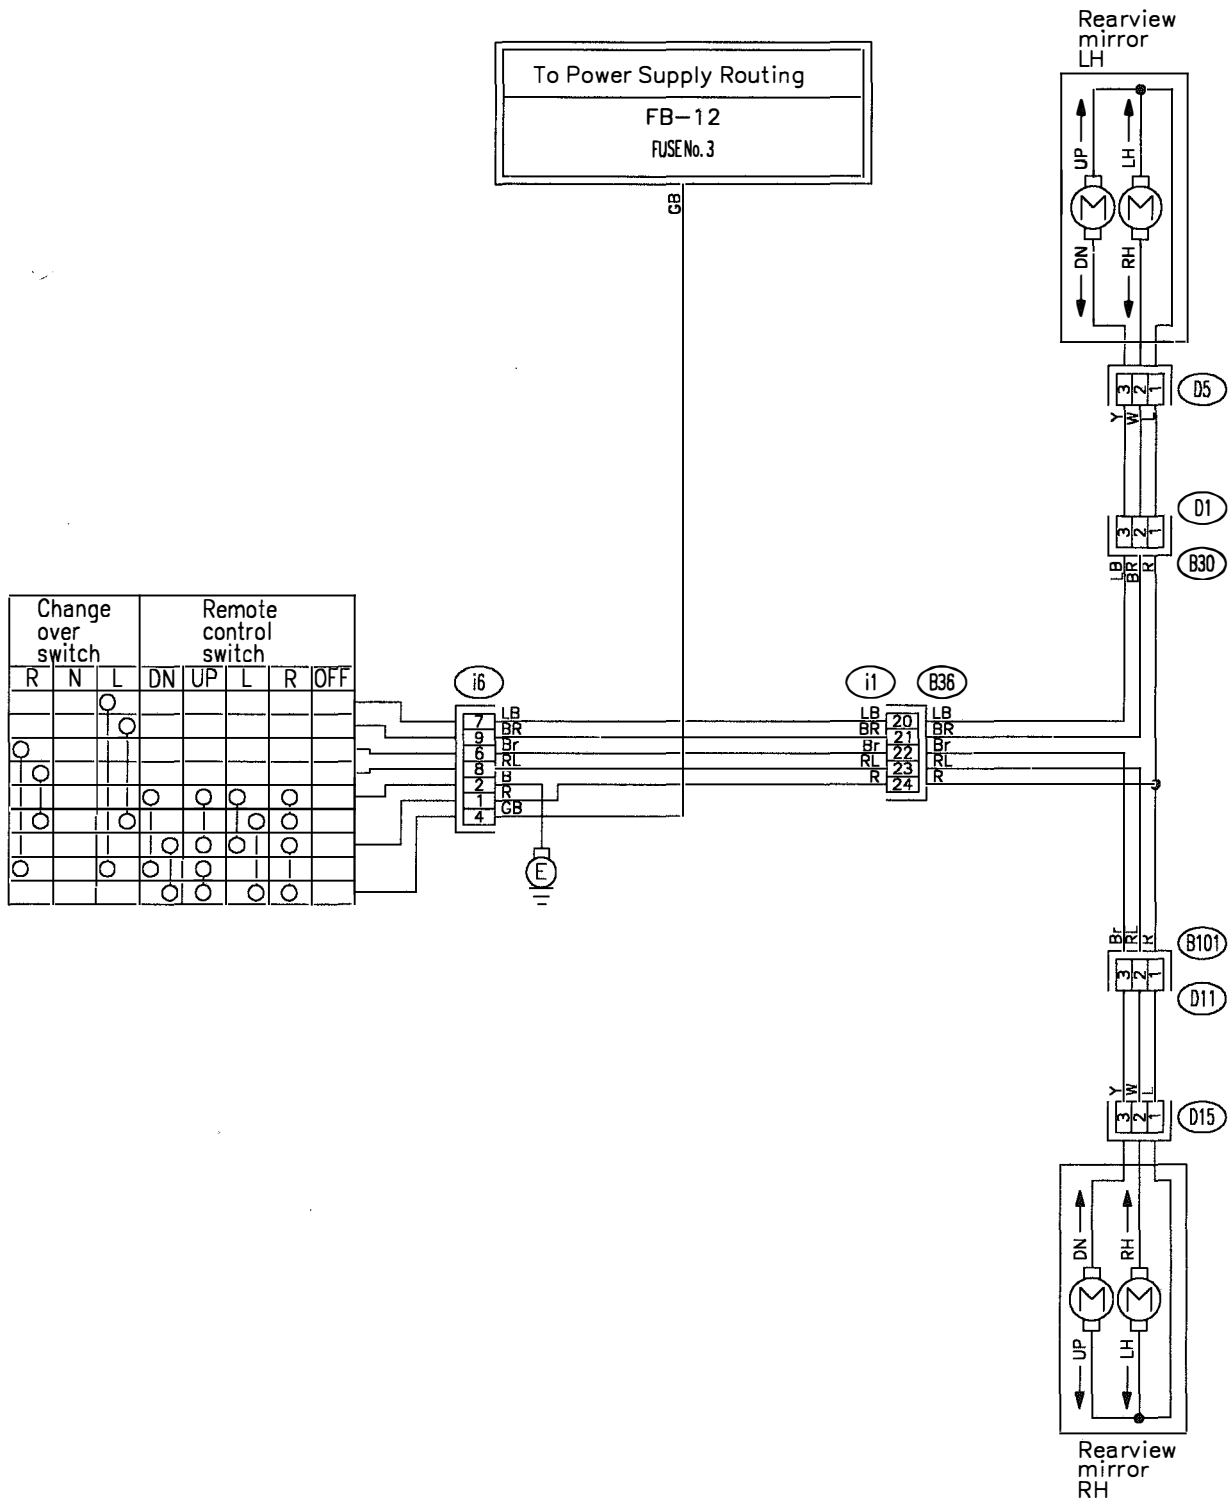 Rearview
mirror
LH
To Power Supply Routing
FB-12
FUSE No. 3
GB
UP LH
M M
DN RH
3 2 1
D5
Y W L
D1
3 2 1
B30
LB BR R
Change
over
switch
Remote
control
switch
R N L DN UP L R OFF
i6
i1
B36
7 LB LB 20 LB
9 BR BR 21 BR
6 Br Br 22 Br
8 RL RL 23 RL
2 B
1 R R 24 R
4 GB
E
Br RL R
B101
3 2 1
D11
Y W L
3 2 1
D15
DN RH
M M
UP LH
Rearview
mirror
RH